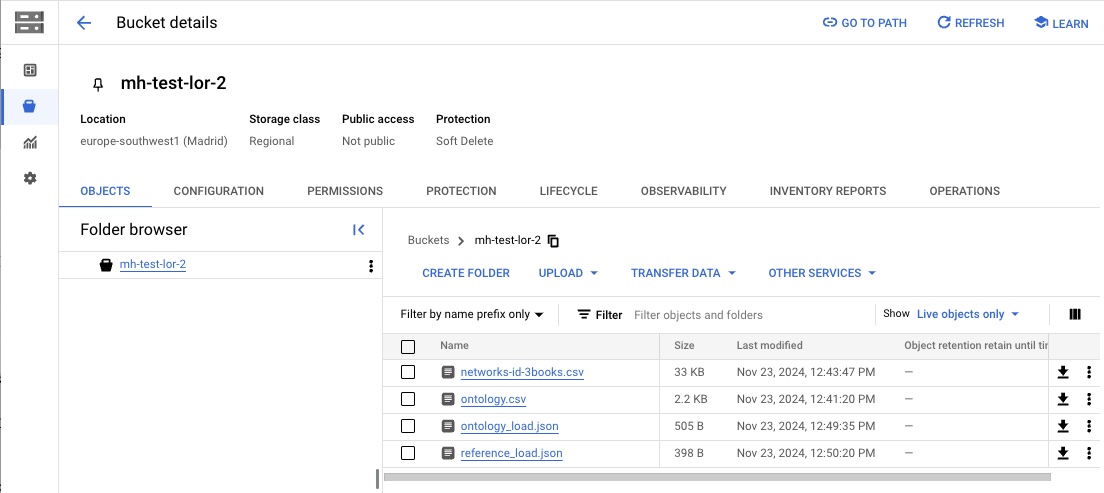 Bucket details
GO TO PATH
REFRESH
LEARN
mh-test-lor-2
Location
Storage class
Public access
Protection
europe-southwest1 (Madrid)
Regional
Not public
Soft Delete
OBJECTS
CONFIGURATION
PERMISSIONS
PROTECTION
LIFECYCLE
OBSERVABILITY
INVENTORY REPORTS
OPERATIONS
Folder browser
mh-test-lor-2
Buckets
mh-test-lor-2
CREATE FOLDER
UPLOAD
TRANSFER DATA
OTHER SERVICES
Filter by name prefix only
Filter
Filter objects and folders
Show
Live objects only
Name
Size
Last modified
Object retention retain until tir
networks-id-3books.csv
33 KB
Nov 23, 2024, 12:43:47 PM
—
ontology.csv
2.2 KB
Nov 23, 2024, 12:41:20 PM
—
ontology_load.json
505 B
Nov 23, 2024, 12:49:35 PM
—
reference_load.json
398 B
Nov 23, 2024, 12:50:20 PM
—